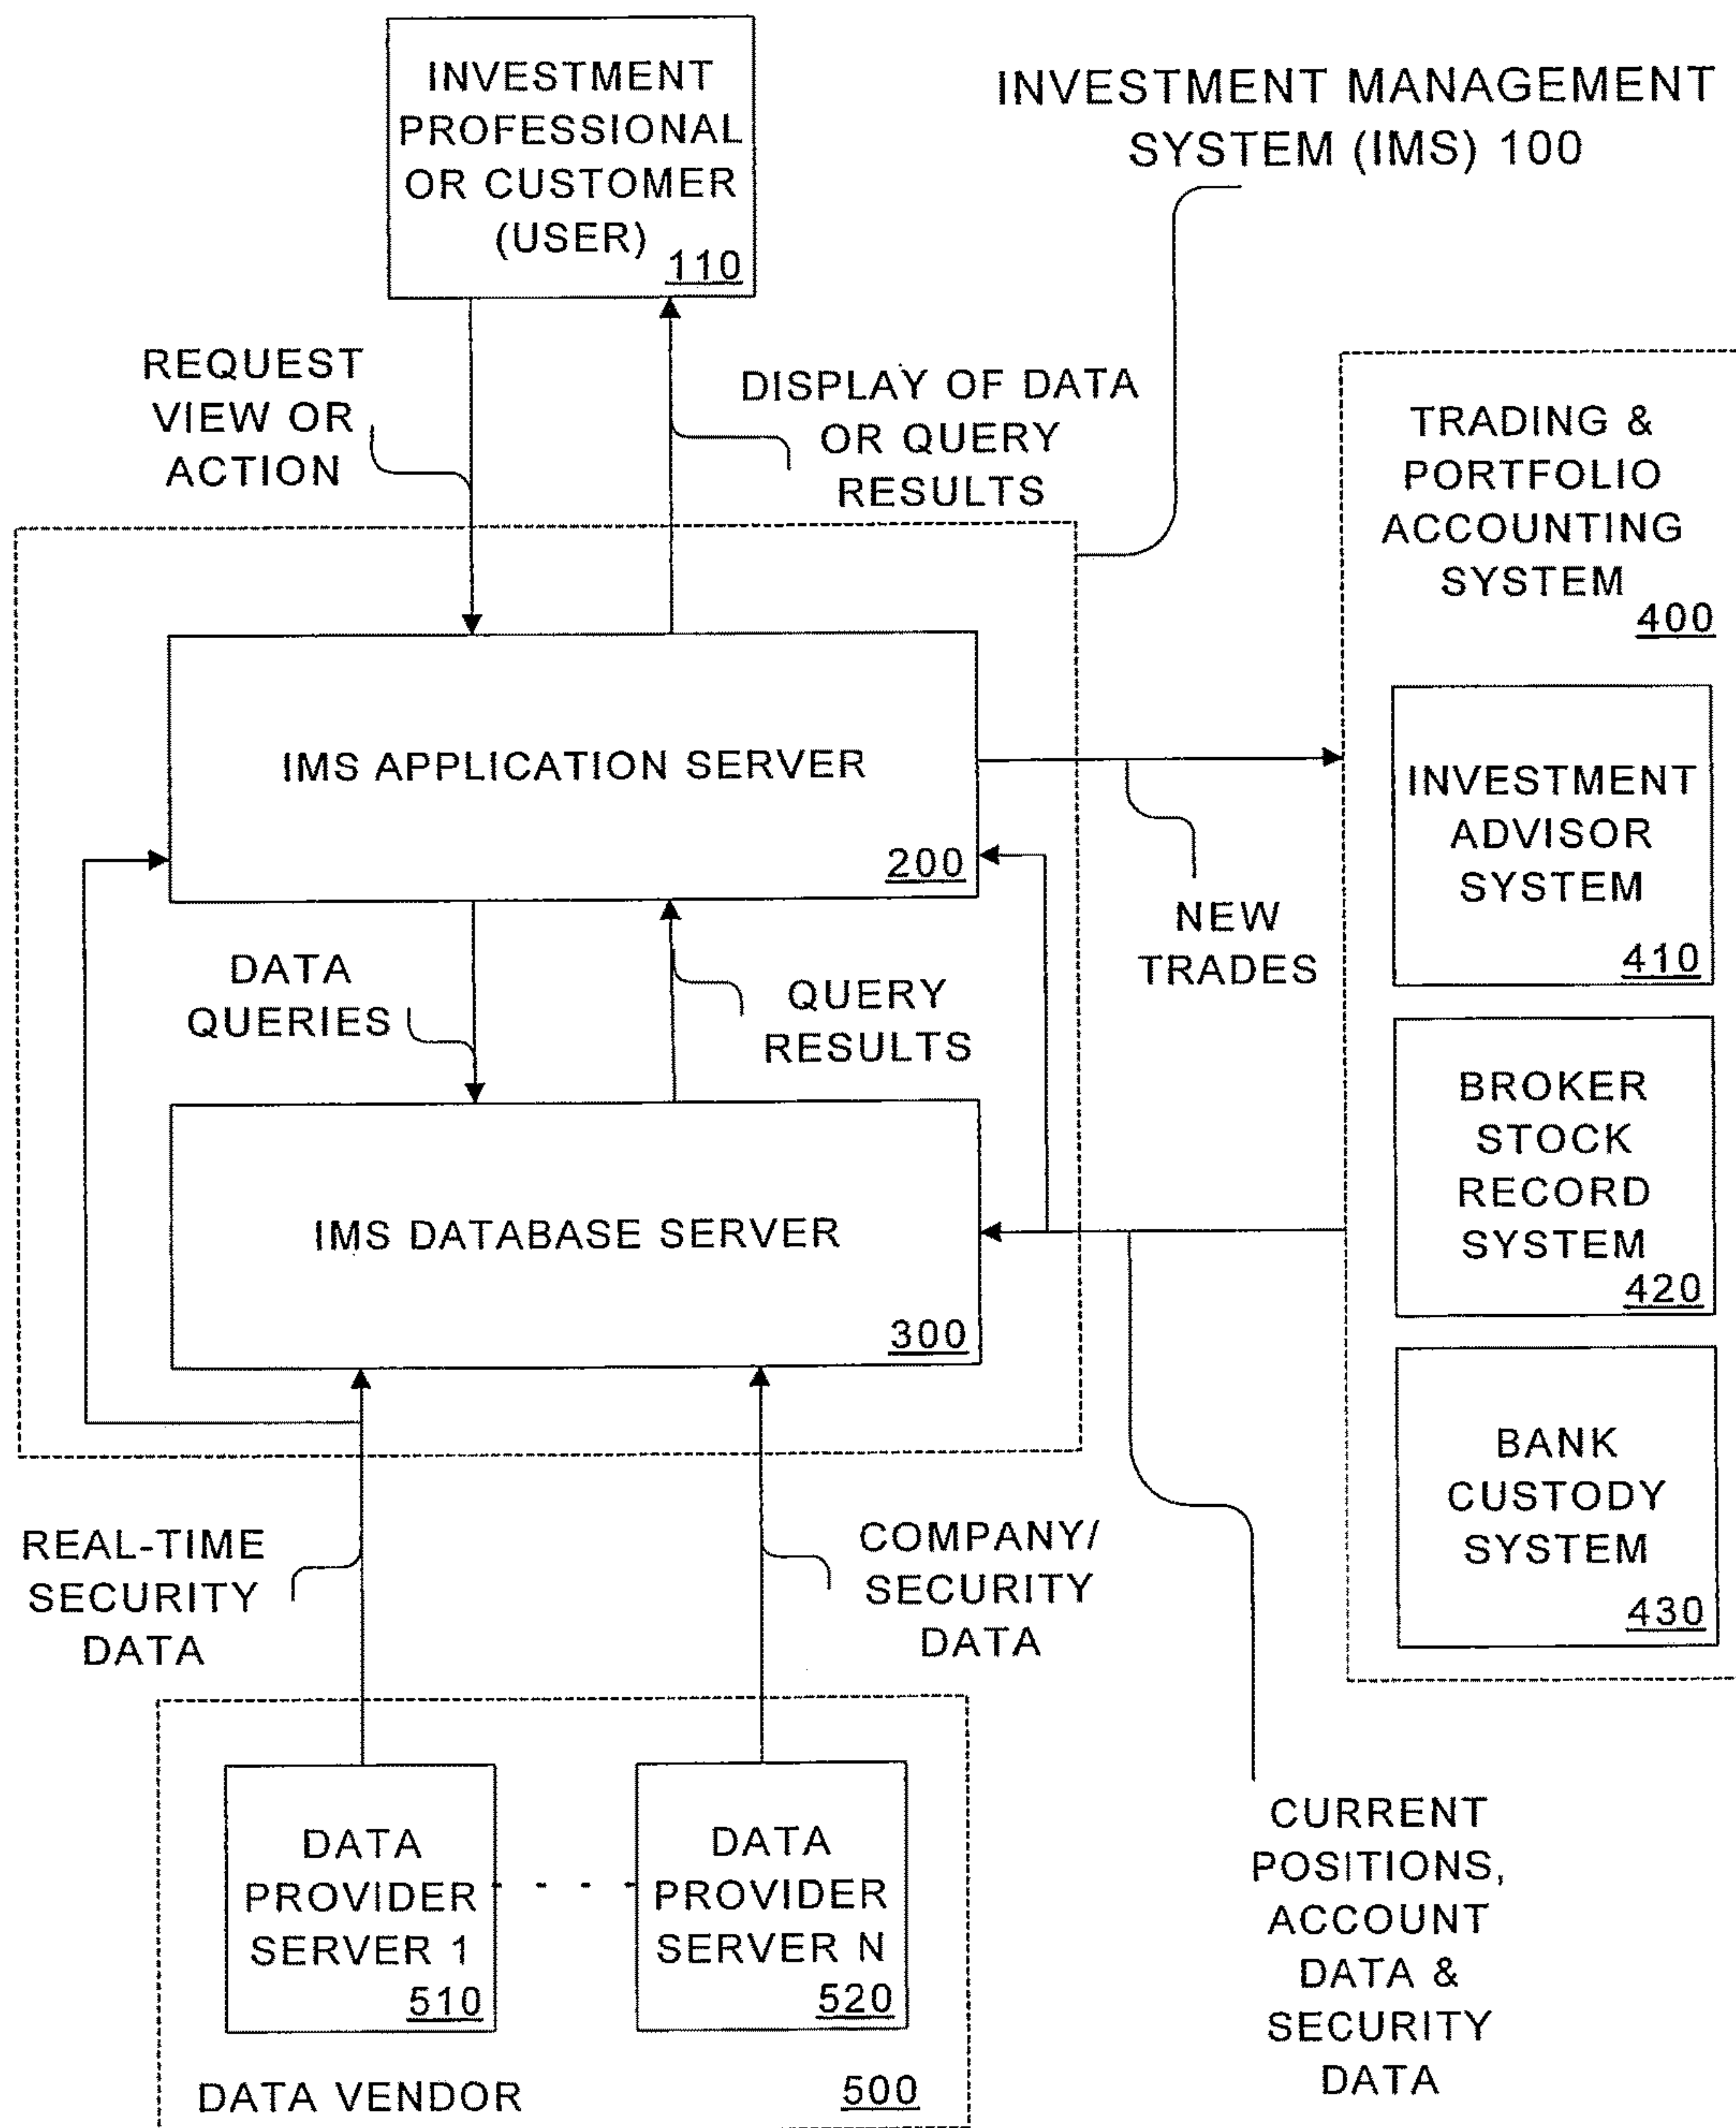 INVESTMENT
PROFESSIONAL
OR CUSTOMER
(USER)
110
INVESTMENT MANAGEMENT
SYSTEM (IMS) 100
REQUEST
VIEW OR
ACTION
DISPLAY OF DATA
OR QUERY
RESULTS
TRADING &
PORTFOLIO
ACCOUNTING
SYSTEM
400
IMS APPLICATION SERVER
200
INVESTMENT
ADVISOR
SYSTEM
410
NEW
TRADES
DATA
QUERIES
QUERY
RESULTS
BROKER
STOCK
RECORD
SYSTEM
420
IMS DATABASE SERVER
300
BANK
CUSTODY
SYSTEM
430
REAL-TIME
SECURITY
DATA
COMPANY/
SECURITY
DATA
DATA
PROVIDER
SERVER 1
510
DATA
PROVIDER
SERVER N
520
DATA VENDOR
500
CURRENT
POSITIONS,
ACCOUNT
DATA &
SECURITY
DATA